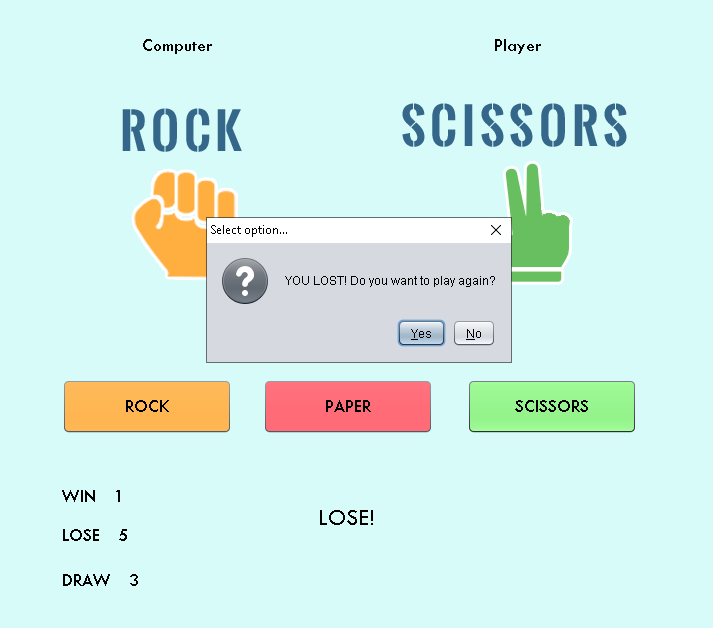 Computer
Player
ROCK
SCISSORS
Select option...
YOU LOST! Do you want to play again?
Yes
No
ROCK
PAPER
SCISSORS
WIN 1
LOSE 5
LOSE!
DRAW 3